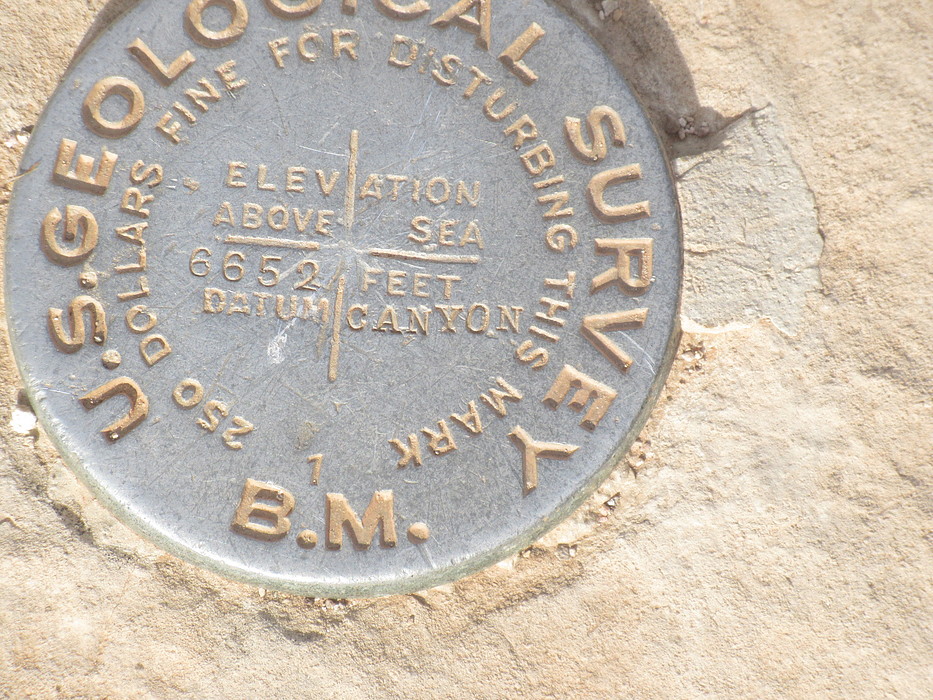 U.S. GEOLOGICAL SURVEY
250 DOLLARS FINE FOR DISTURBING THIS MARK
ELEVATION
ABOVE SEA
6652 FEET
DATUM CANYON
1
B.M.